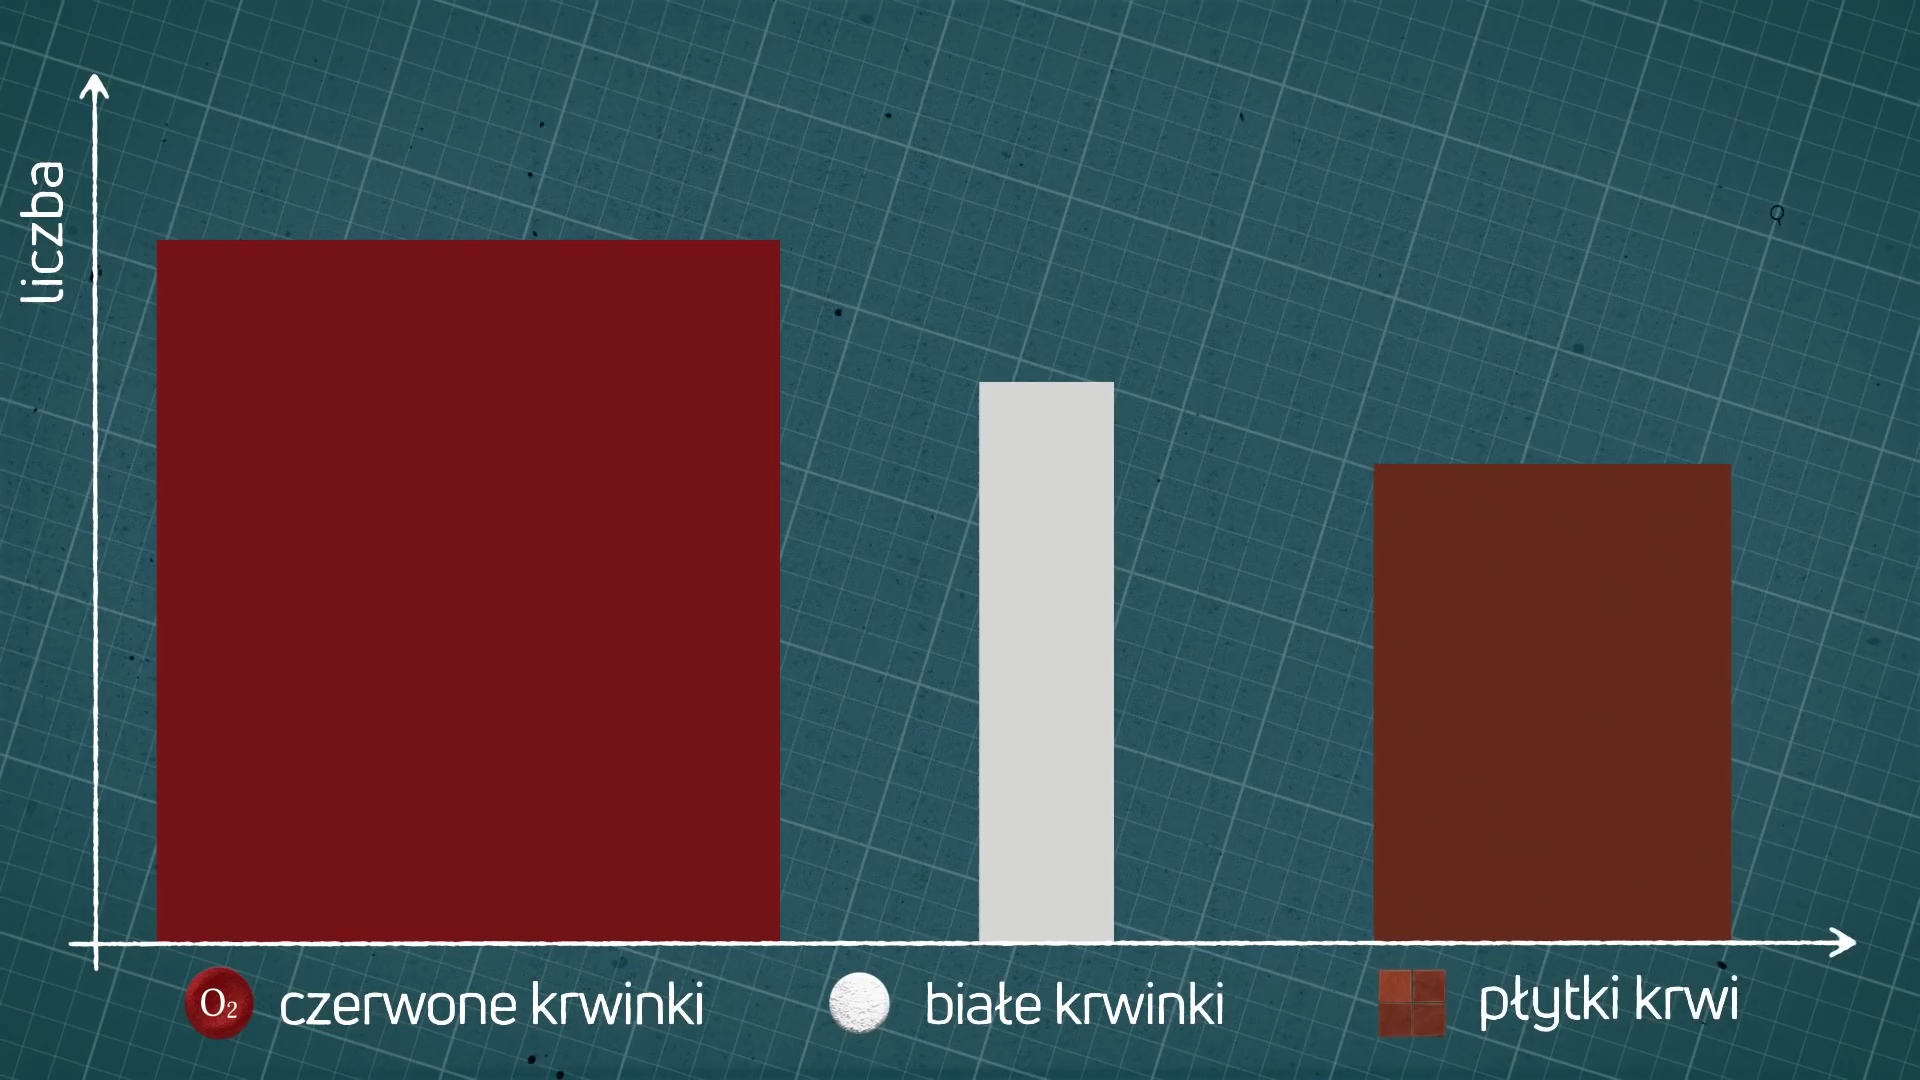 liczba
O₂ czerwone krwinki
białe krwinki
płytki krwi